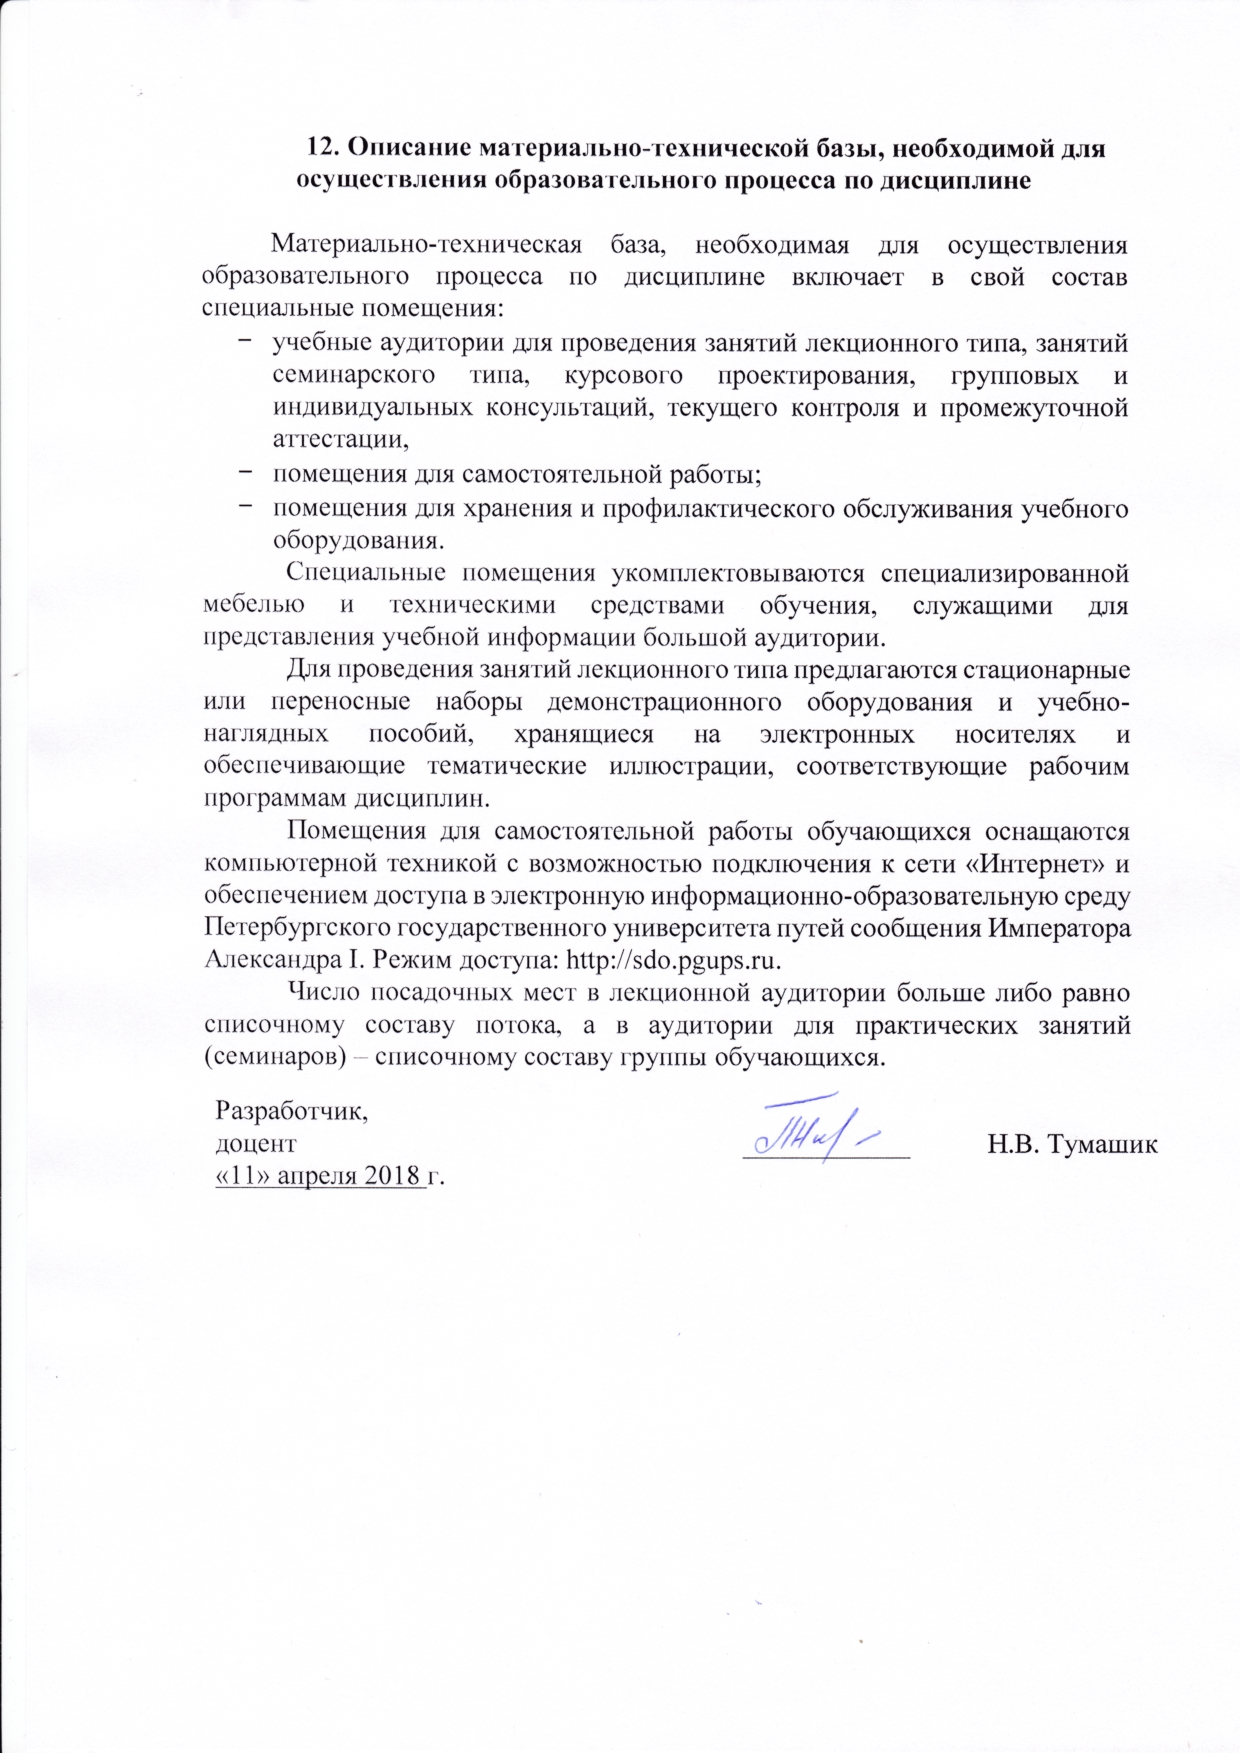 12. Описание материально-технической базы, необходимой для
осуществления образовательного процесса по дисциплине
Материально-техническая база, необходимая для осуществления
образовательного процесса по дисциплине включает в свой состав
специальные помещения:
− учебные аудитории для проведения занятий лекционного типа, занятий
семинарского типа, курсового проектирования, групповых и
индивидуальных консультаций, текущего контроля и промежуточной
аттестации,
− помещения для самостоятельной работы;
− помещения для хранения и профилактического обслуживания учебного
оборудования.
Специальные помещения укомплектовываются специализированной
мебелью и техническими средствами обучения, служащими для
представления учебной информации большой аудитории.
Для проведения занятий лекционного типа предлагаются стационарные
или переносные наборы демонстрационного оборудования и учебно-
наглядных пособий, хранящиеся на электронных носителях и
обеспечивающие тематические иллюстрации, соответствующие рабочим
программам дисциплин.
Помещения для самостоятельной работы обучающихся оснащаются
компьютерной техникой с возможностью подключения к сети «Интернет» и
обеспечением доступа в электронную информационно-образовательную среду
Петербургского государственного университета путей сообщения Императора
Александра I. Режим доступа: http://sdo.pgups.ru.
Число посадочных мест в лекционной аудитории больше либо равно
списочному составу потока, а в аудитории для практических занятий
(семинаров) – списочному составу группы обучающихся.
Разработчик,
доцент Н.В. Тумашик
«11» апреля 2018 г.